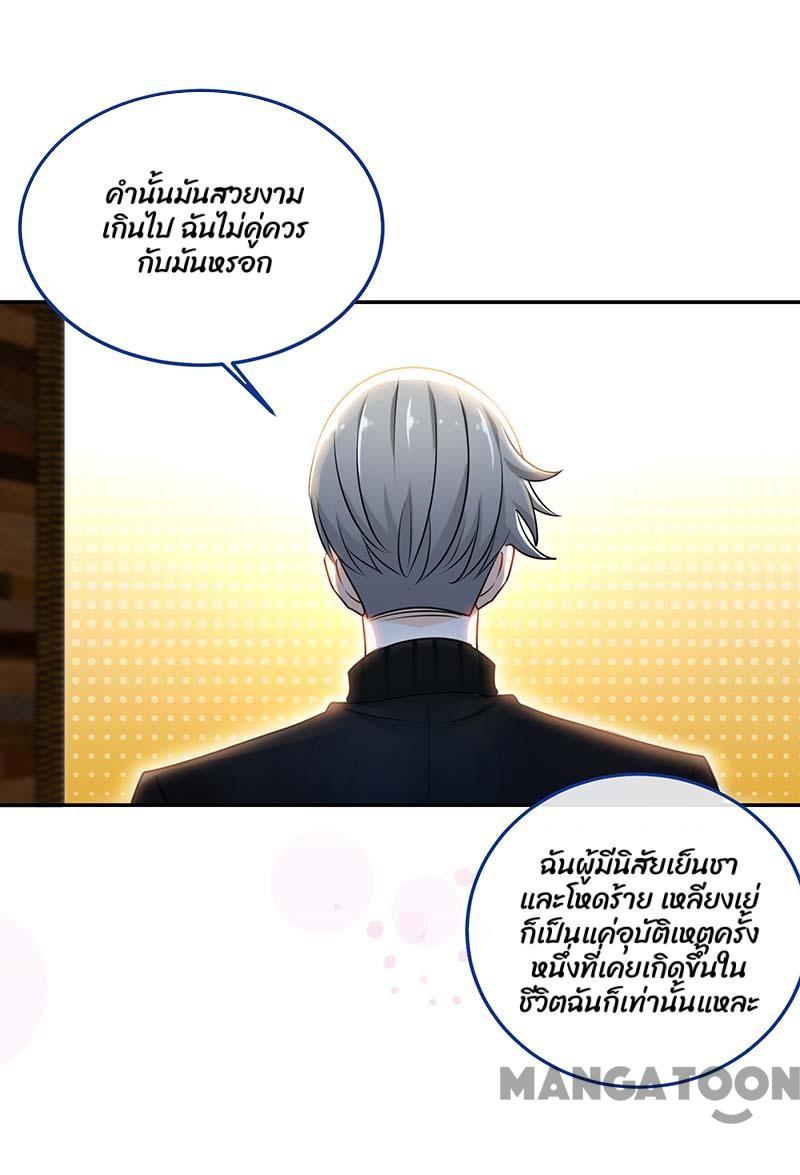 คำนั้นมันสวยงาม
เกินไป ฉันไม่คู่ควร
กับมันหรอก
ฉันผู้มีนิสัยเย็นชา
และโหดร้าย เหลียงเย่
ก็เป็นแค่อุบัติเหตุครั้ง
หนึ่งที่เคยเกิดขึ้นใน
ชีวิตฉันก็เท่านั้นแหละ
MANGATOON